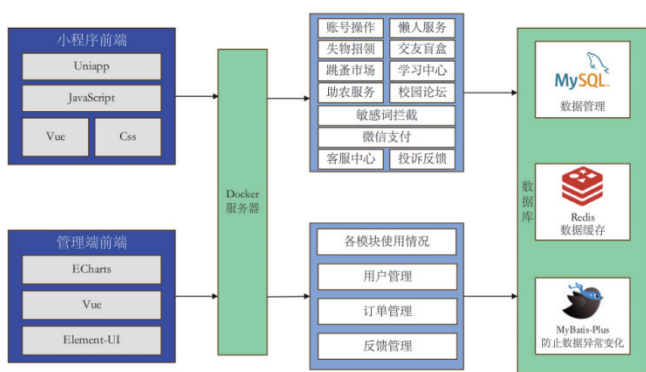 小程序前端
Uniapp
JavaScript
Vue
Css
管理端前端
ECharts
Vue
Element-UI
Docker
服务器
账号操作
懒人服务
失物招领
交友盲盒
跳蚤市场
学习中心
助农服务
校园论坛
敏感词拦截
微信支付
客服中心
投诉反馈
各模块使用情况
用户管理
订单管理
反馈管理
数据库
MySQL
数据管理
Redis
数据缓存
MyBatis-Plus
防止数据异常变化